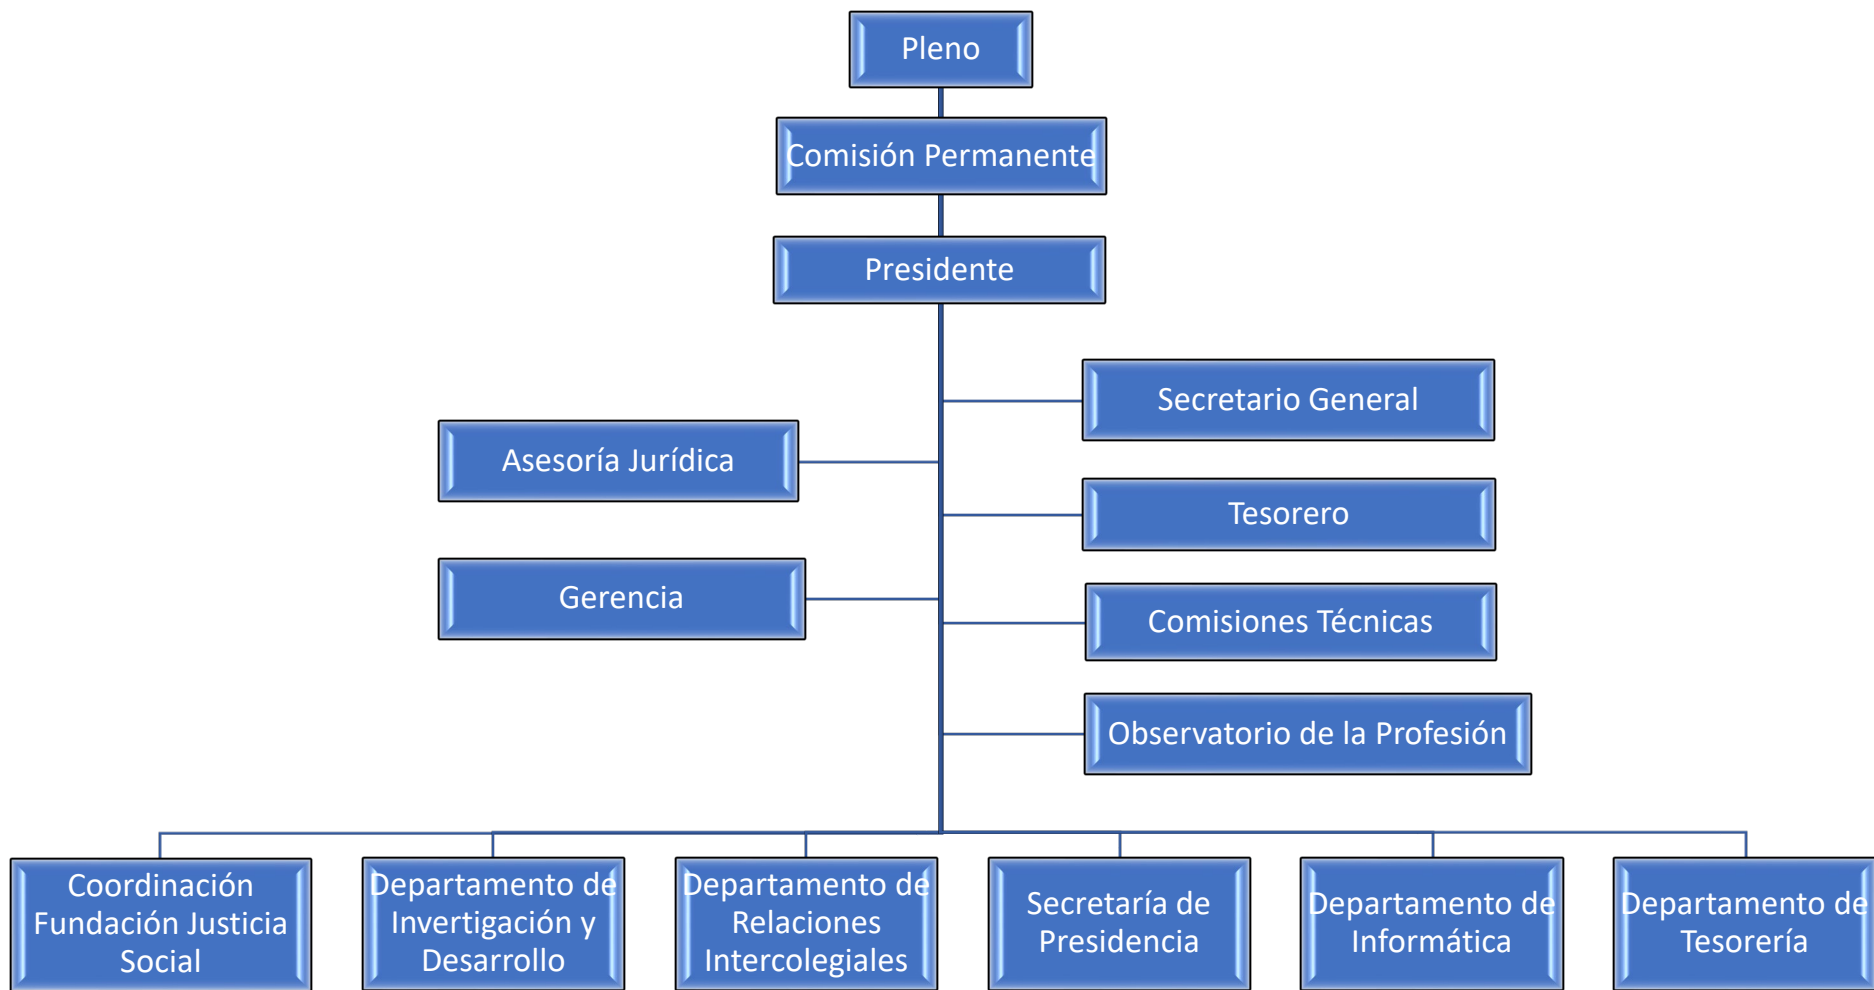 Pleno
Comisión Permanente
Presidente
Secretario General
Asesoría Jurídica
Tesorero
Gerencia
Comisiones Técnicas
Observatorio de la Profesión
Coordinación
Fundación Justicia
Social
Departamento de
Invertigación y
Desarrollo
Departamento de
Relaciones
Intercolegiales
Secretaría de
Presidencia
Departamento de
Informática
Departamento de
Tesorería